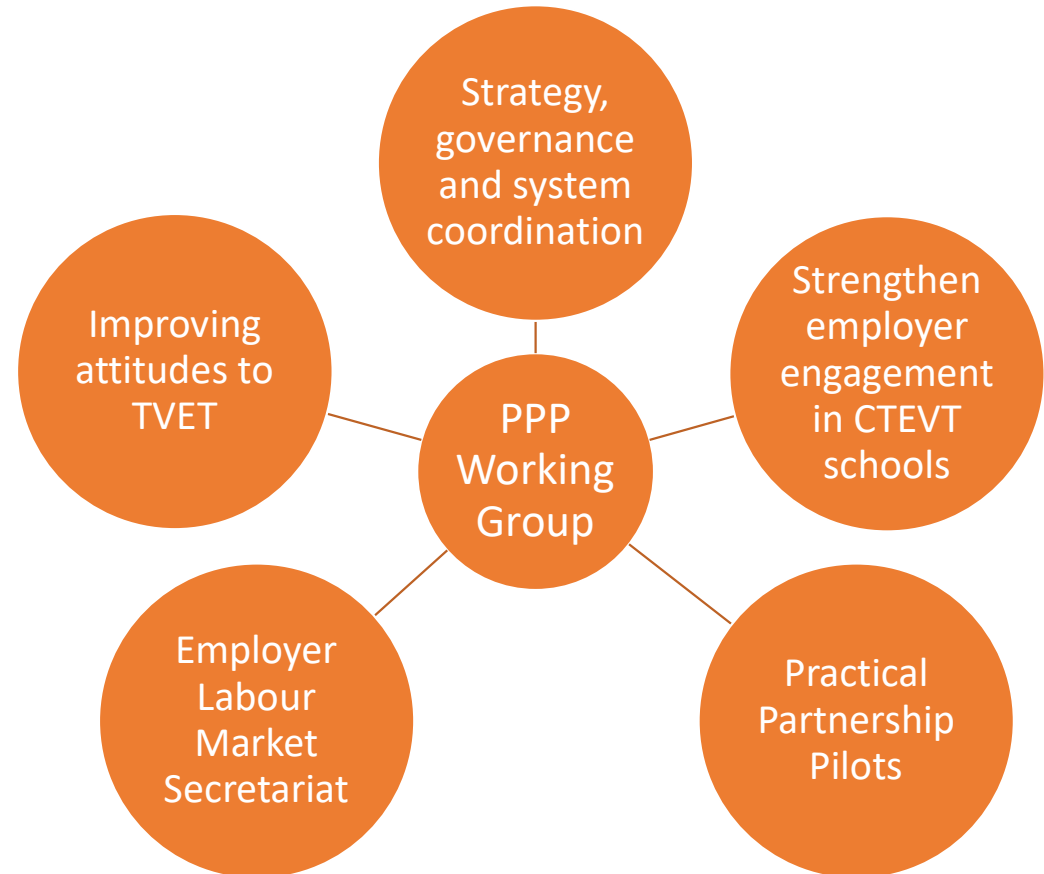 Strategy,
governance
and system
coordination
Strengthen
employer
engagement
in CTEVT
schools
Practical
Partnership
Pilots
Employer
Labour
Market
Secretariat
Improving
attitudes to
TVET
PPP
Working
Group